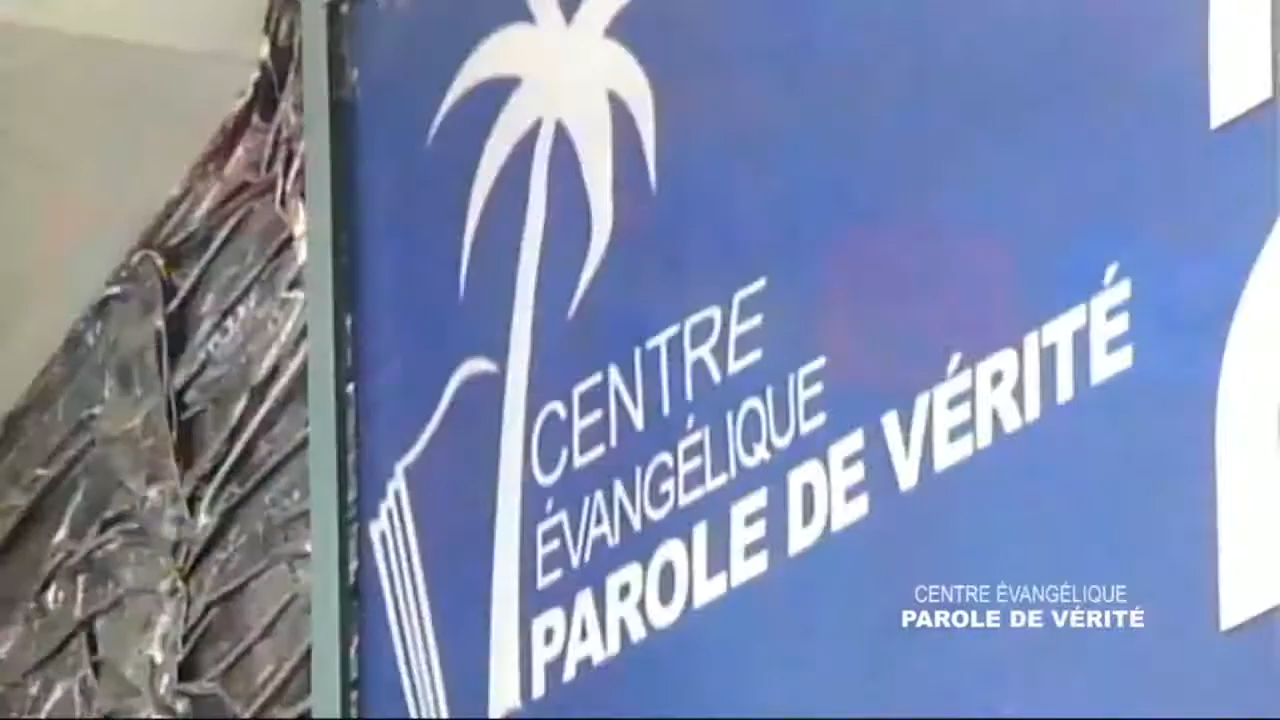 CENTRE
ÉVANGÉLIQUE
PAROLE DE VÉRITÉ
CENTRE ÉVANGÉLIQUE
PAROLE DE VÉRITÉ